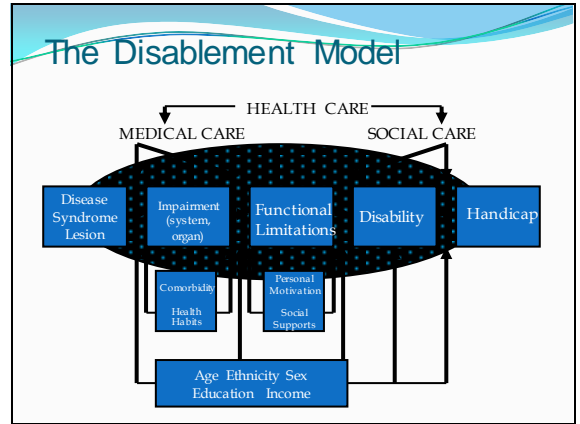 The Disablement Model
HEALTH CARE
MEDICAL CARE
SOCIAL CARE
Disease
Syndrome
Lesion
Impairment
(system,
organ)
Functional
Limitations
Disability
Handicap
Comorbidity
Health
Habits
Personal
Motivation
Social
Supports
Age Ethnicity Sex
Education Income